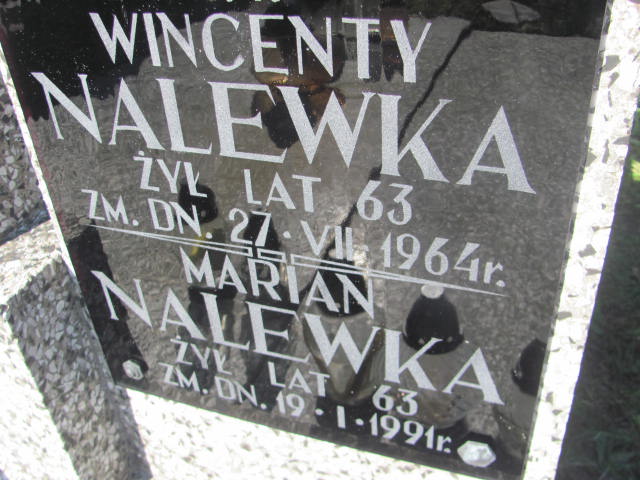 WINCENTY
NALEWKA
ŻYŁ LAT 63
ZM. DN. 27·VII·1964r.
MARIAN
NALEWKA
ŻYŁ LAT 63
ZM. DN. 19·I·1991r.